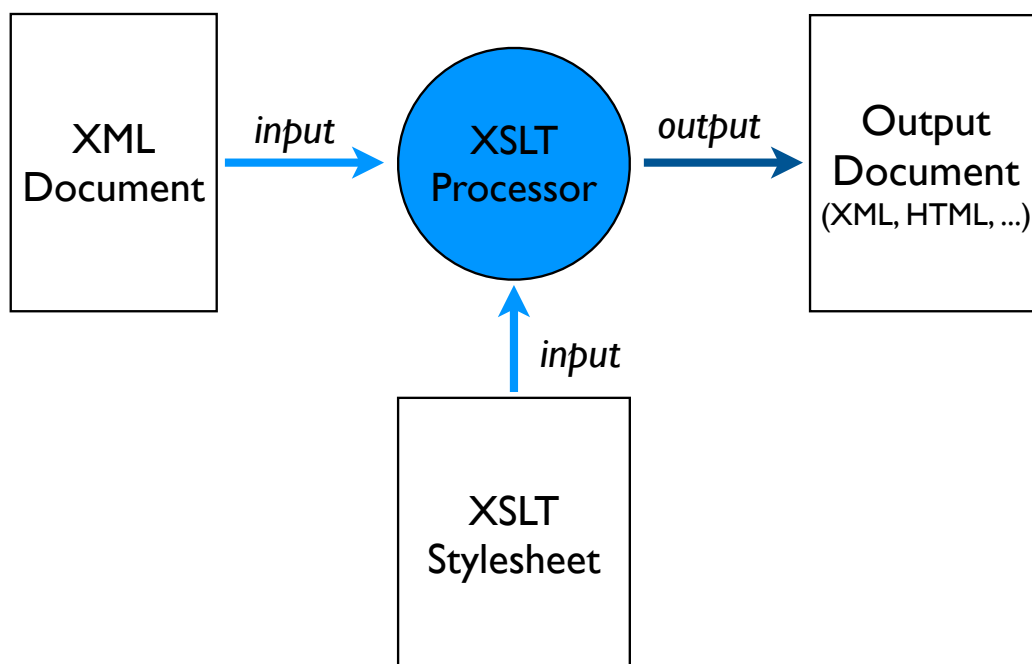 XML
Document
input
XSLT
Processor
output
Output
Document
(XML, HTML, ...)
input
XSLT
Stylesheet